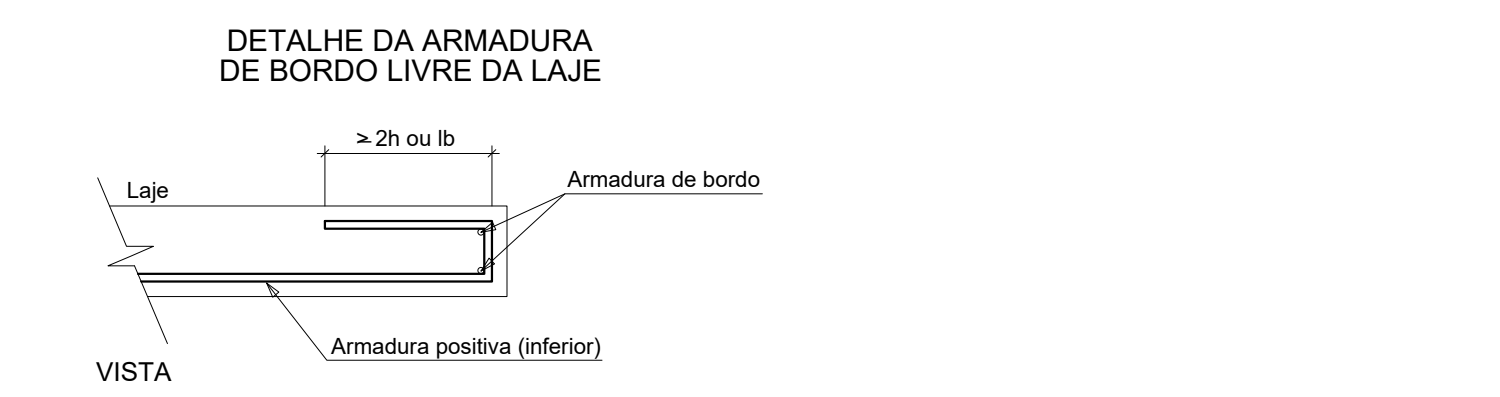 DETALHE DA ARMADURA
DE BORDO LIVRE DA LAJE
≥ 2h ou lb
Armadura de bordo
Laje
Armadura positiva (inferior)
VISTA